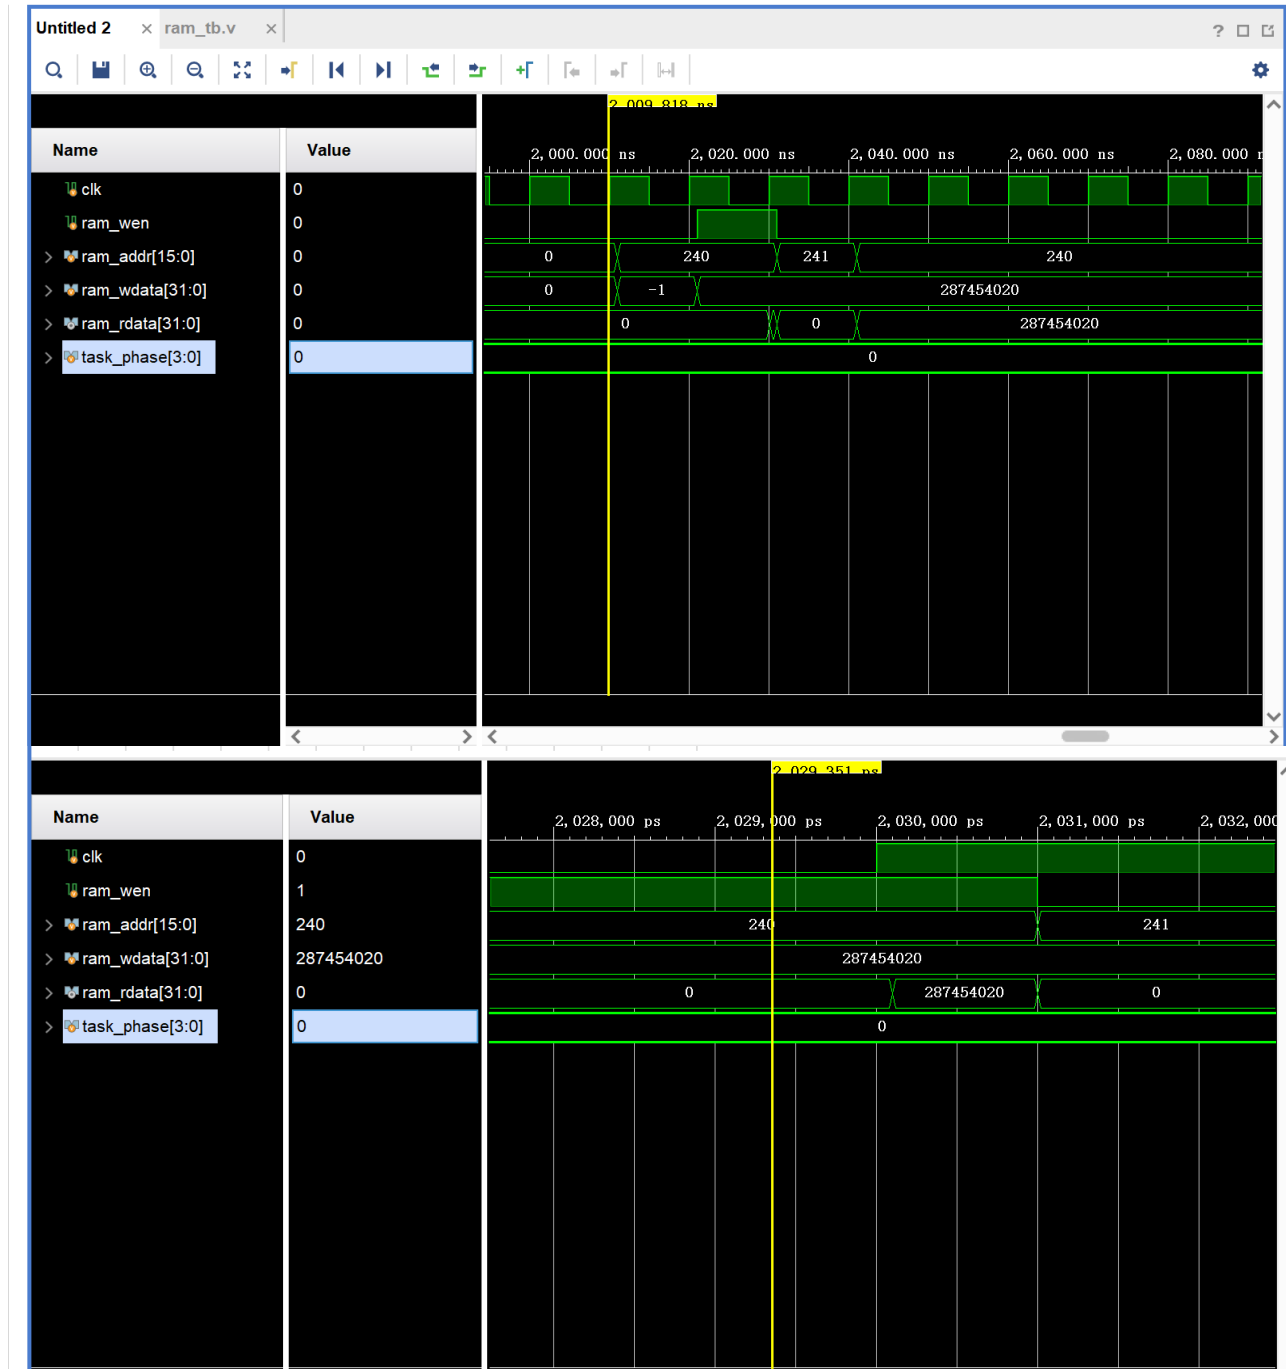 Untitled 2 × ram_tb.v ×
2,009.818 ns
Name Value
2,000.000 ns 2,020.000 ns 2,040.000 ns 2,060.000 ns 2,080.000
clk 0
ram_wen 0
ram_addr[15:0] 0 0 240 241 240
ram_wdata[31:0] 0 0 -1 287454020
ram_rdata[31:0] 0 0 0 287454020
task_phase[3:0] 0 0
2,029,351 ps
Name Value
2,028,000 ps 2,029,000 ps 2,030,000 ps 2,031,000 ps 2,032,000
clk 0
ram_wen 1
ram_addr[15:0] 240 240 241
ram_wdata[31:0] 287454020 287454020
ram_rdata[31:0] 0 0 287454020 0
task_phase[3:0] 0 0